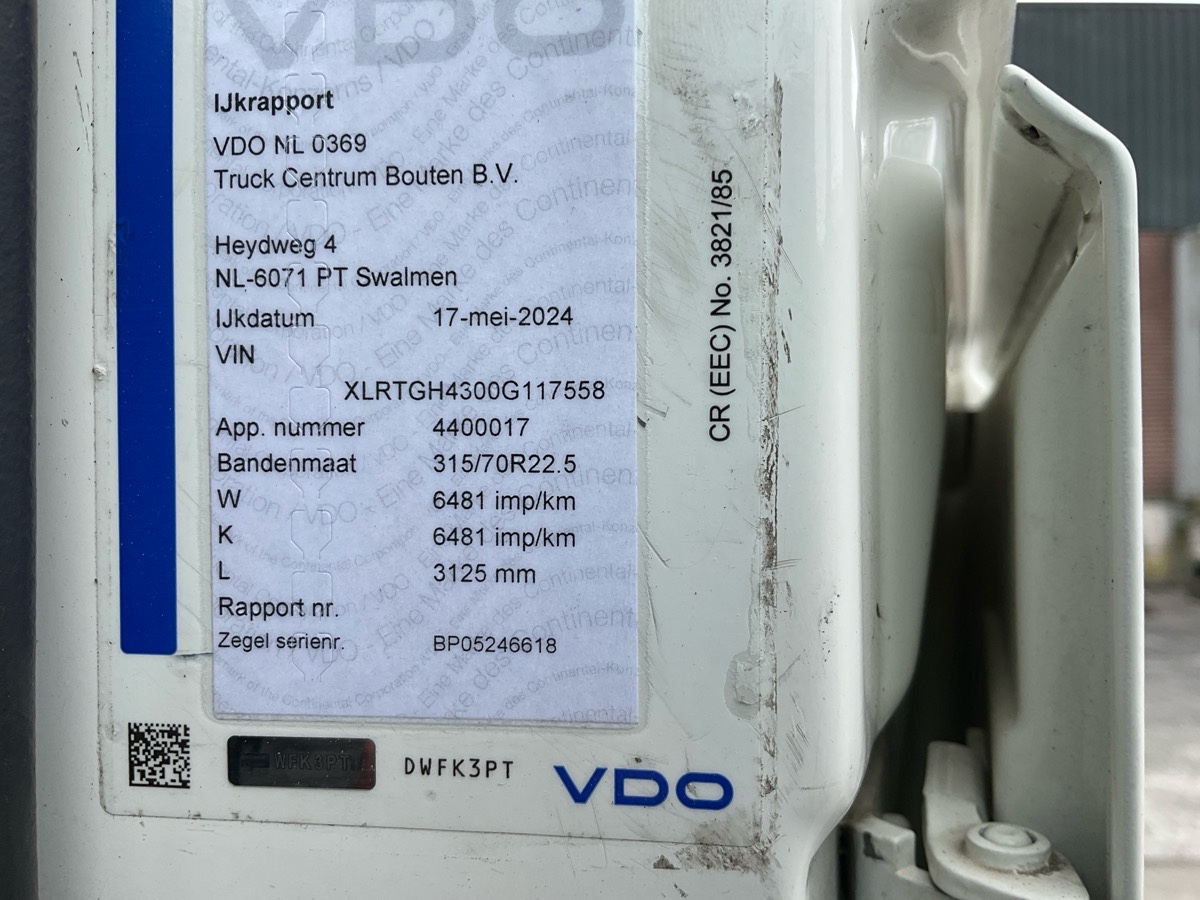 VDO
IJkrapport
VDO NL 0369
Truck Centrum Bouten B.V.
Heydweg 4
NL-6071 PT Swalmen
IJkdatum 17-mei-2024
VIN
XLRTGH4300G117558
App. nummer 4400017
Bandenmaat 315/70R22.5
W 6481 imp/km
K 6481 imp/km
L 3125 mm
Rapport nr.
Zegel serienr. BP05246618
CR (EEC) No. 3821/85
DWFK3PT
VDO